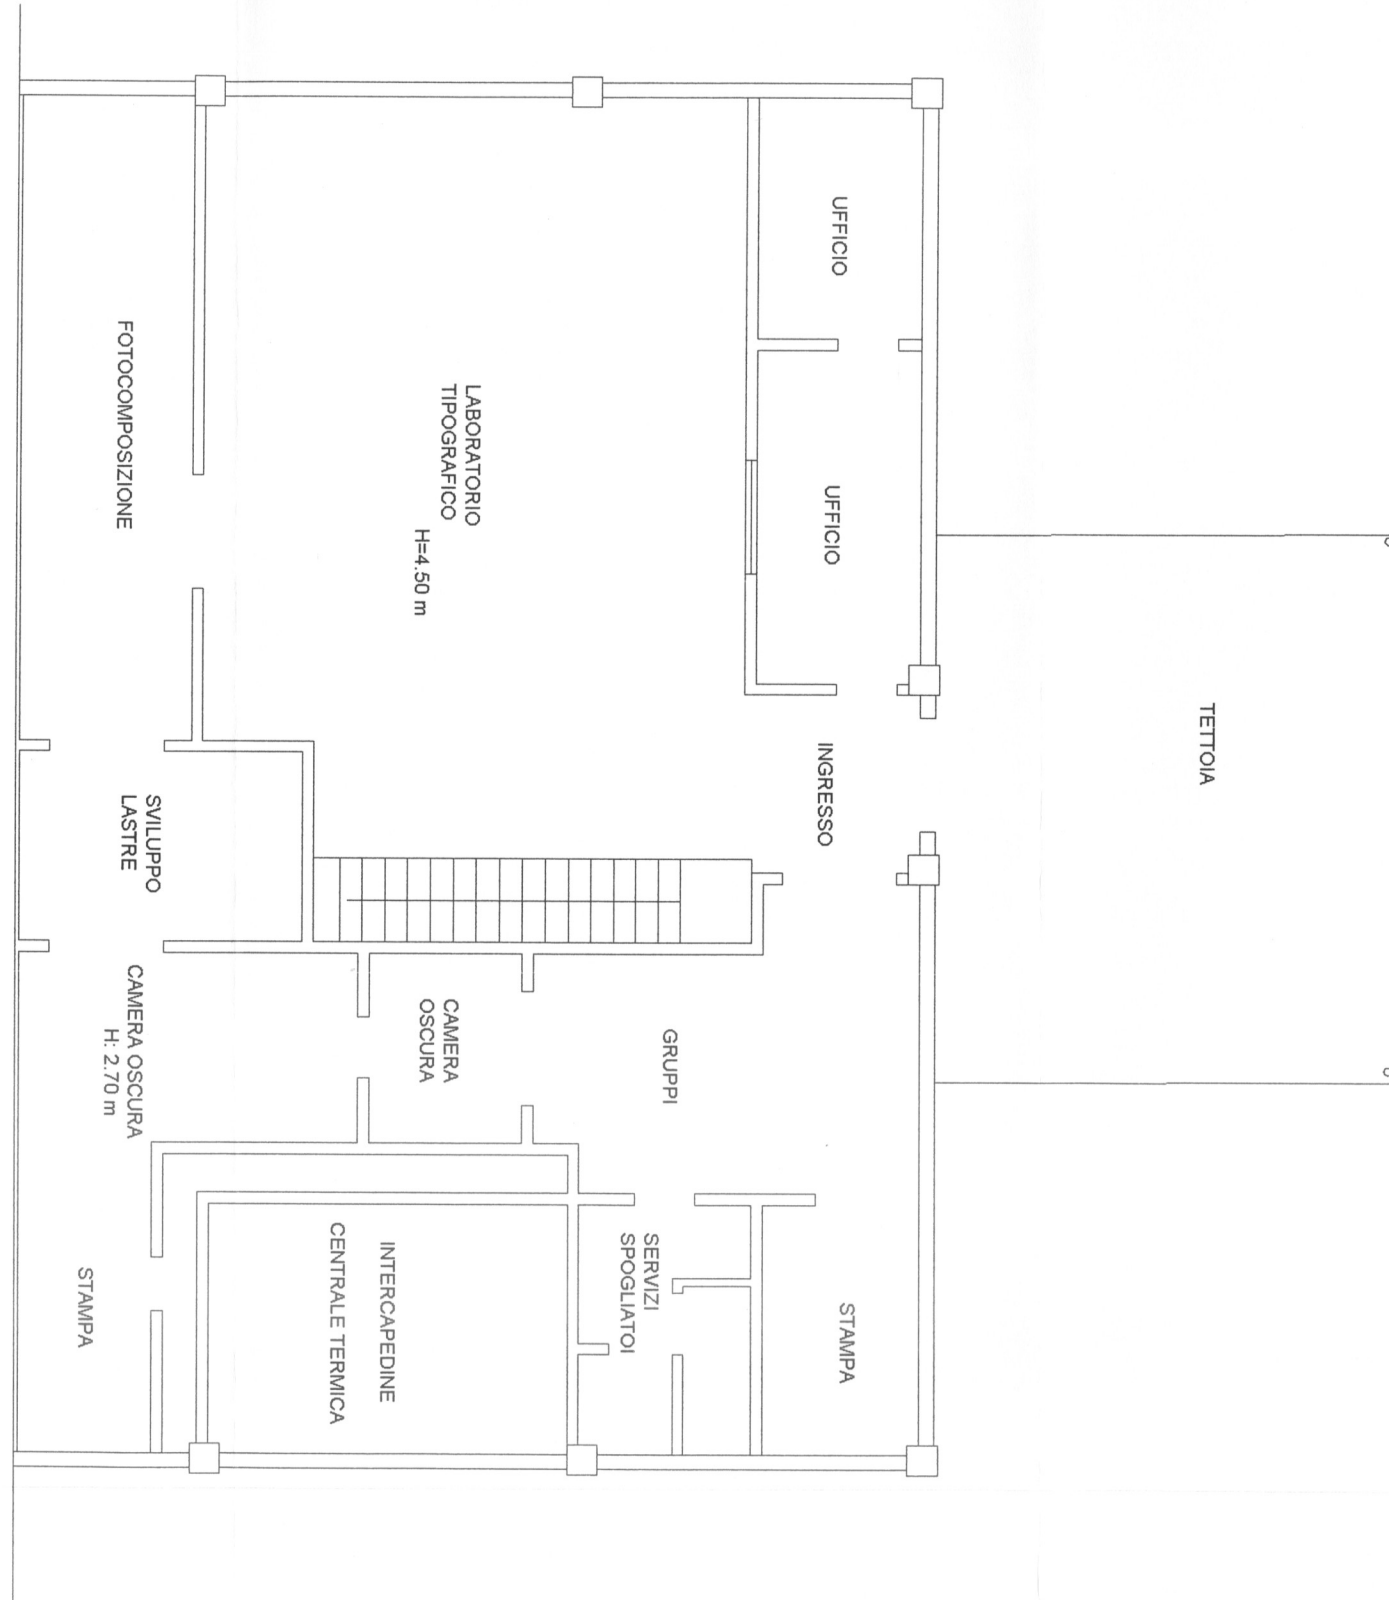 UFFICIO
UFFICIO
TETTOIA
INGRESSO
LABORATORIO
TIPOGRAFICO
H=4.50 m
FOTOCOMPOSIZIONE
SVILUPPO
LASTRE
CAMERA OSCURA
H: 2.70 m
CAMERA
OSCURA
GRUPPI
SERVIZI
SPOGLIATOI
STAMPA
INTERCAPEDINE
CENTRALE TERMICA
STAMPA